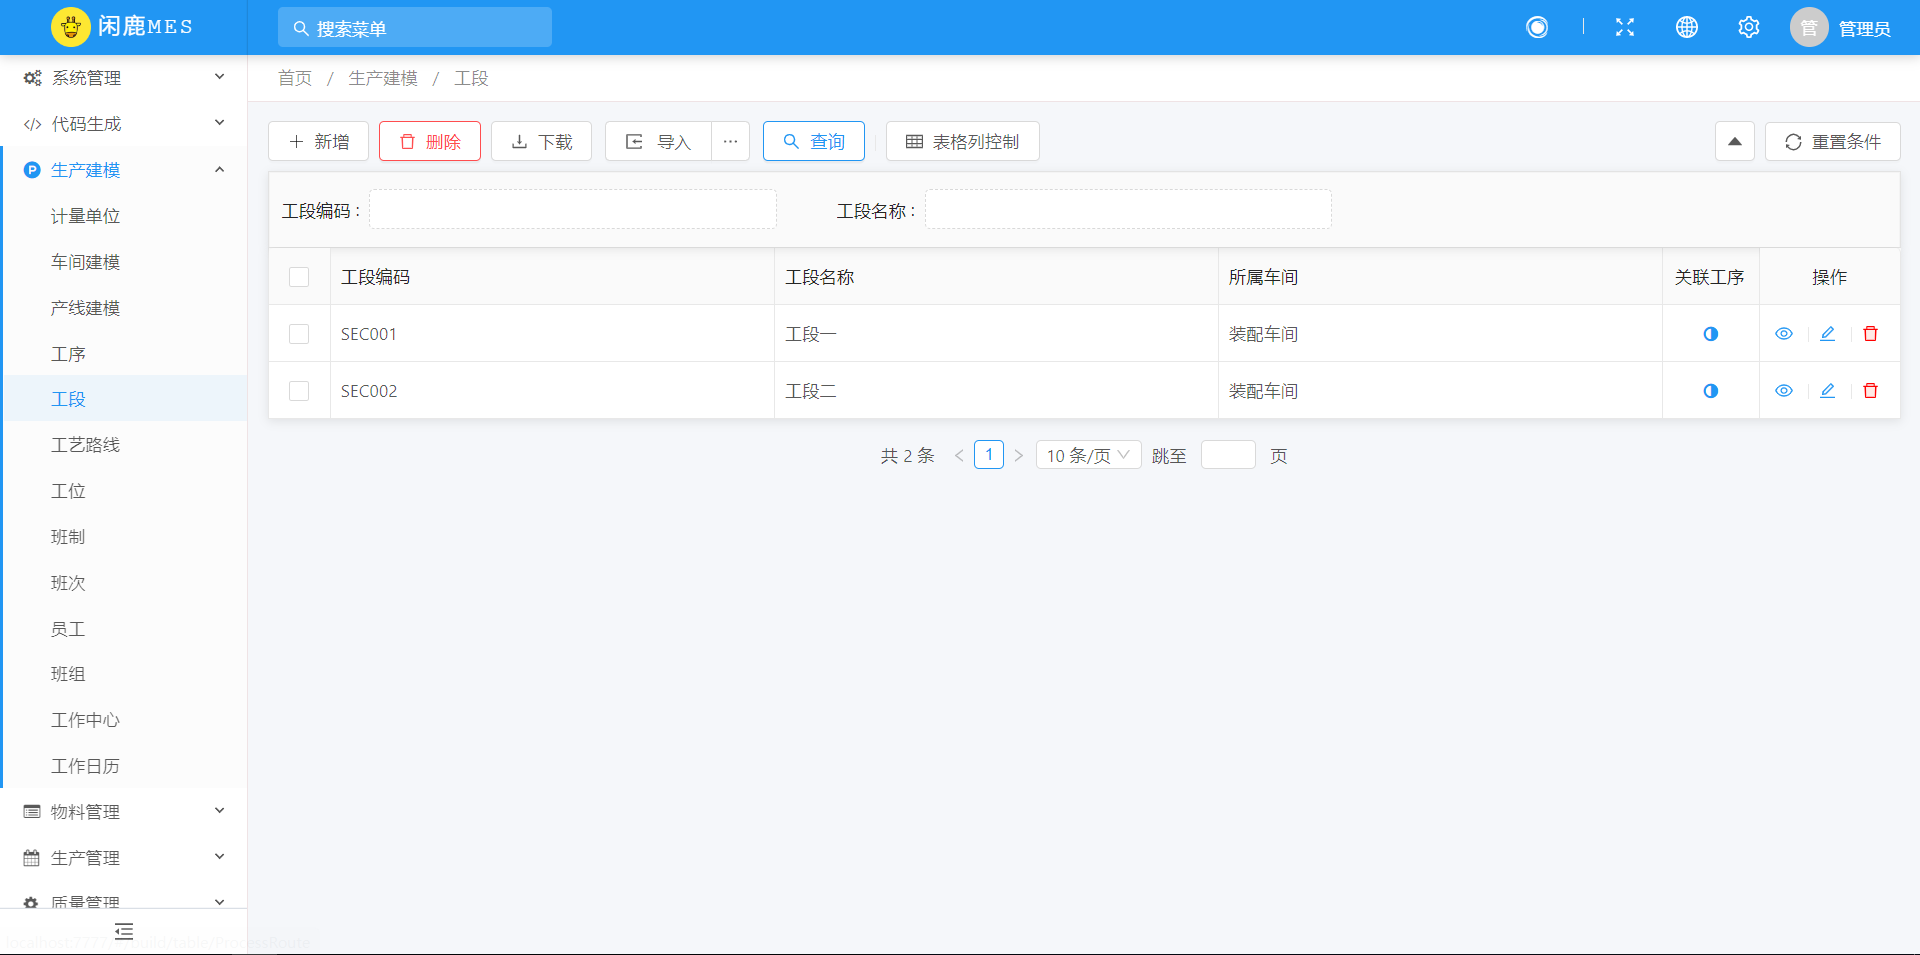 闲鹿MES
搜索菜单
管
管理员
系统管理
代码生成
生产建模
计量单位
车间建模
产线建模
工序
工段
工艺路线
工位
班制
班次
员工
班组
工作中心
工作日历
物料管理
生产管理
质量管理
localhost:7777/#/build/table/ProcessRoute
首页 / 生产建模 / 工段
新增 删除 下载 导入 ··· 查询 表格列控制 重置条件
工段编码 : 工段名称 :
工段编码 工段名称 所属车间 关联工序 操作
SEC001 工段一 装配车间
SEC002 工段二 装配车间
共 2 条 < 1 > 10 条/页 跳至 页